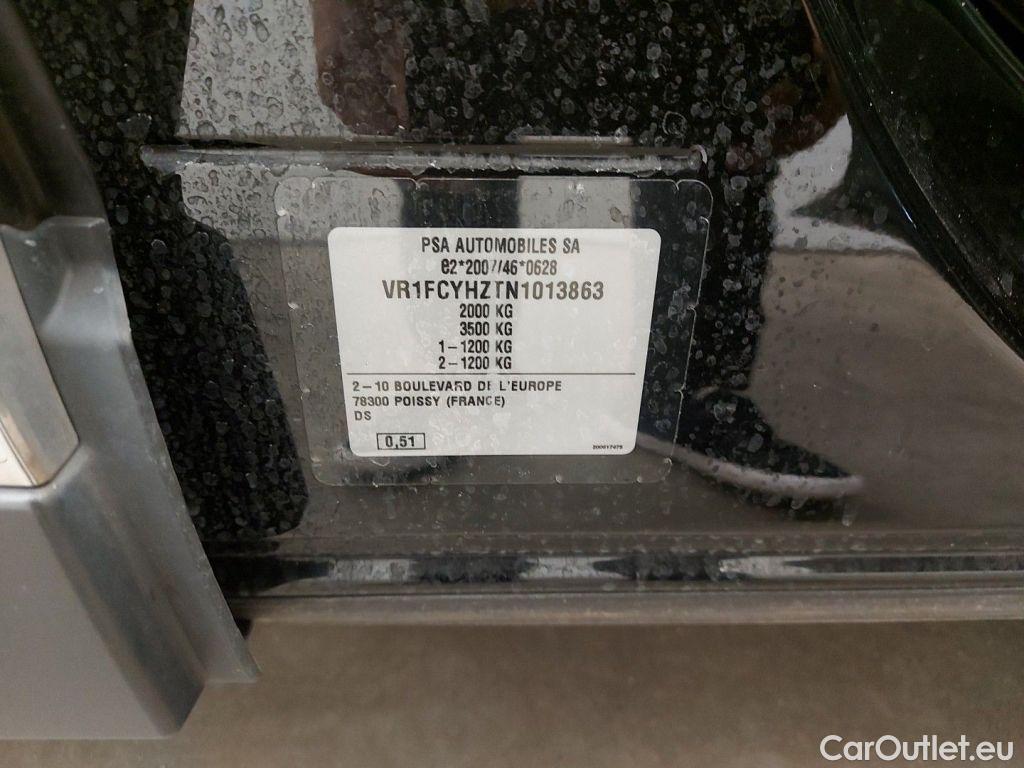 PSA AUTOMOBILES SA
e2*2007/46*0628
VR1FCYHZTN1013863
2000 KG
3500 KG
1–1200 KG
2–1200 KG
2–10 BOULEVARD DE L'EUROPE
78300 POISSY (FRANCE)
DS
0,51
CarOutlet.eu